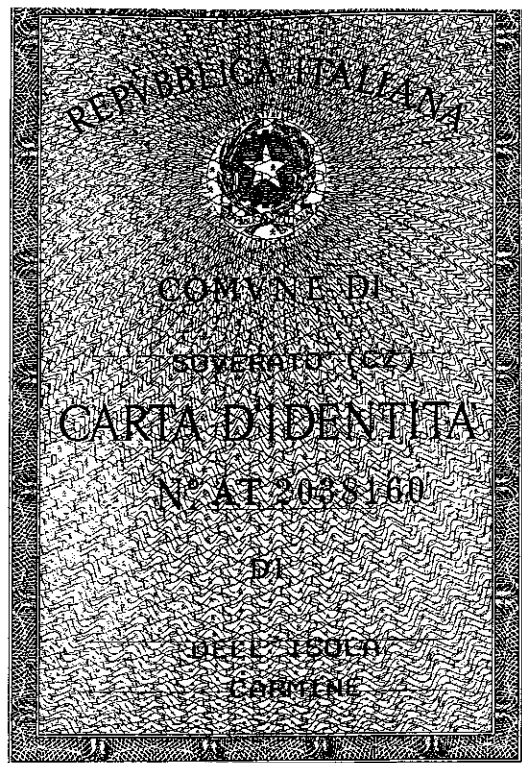 REPVBBLICA ITALIANA
COMVNE DI
SOVERATO (CZ)
CARTA D'IDENTITA
N° AT 2038160
DI
DELL'ISOLA
CARMINE